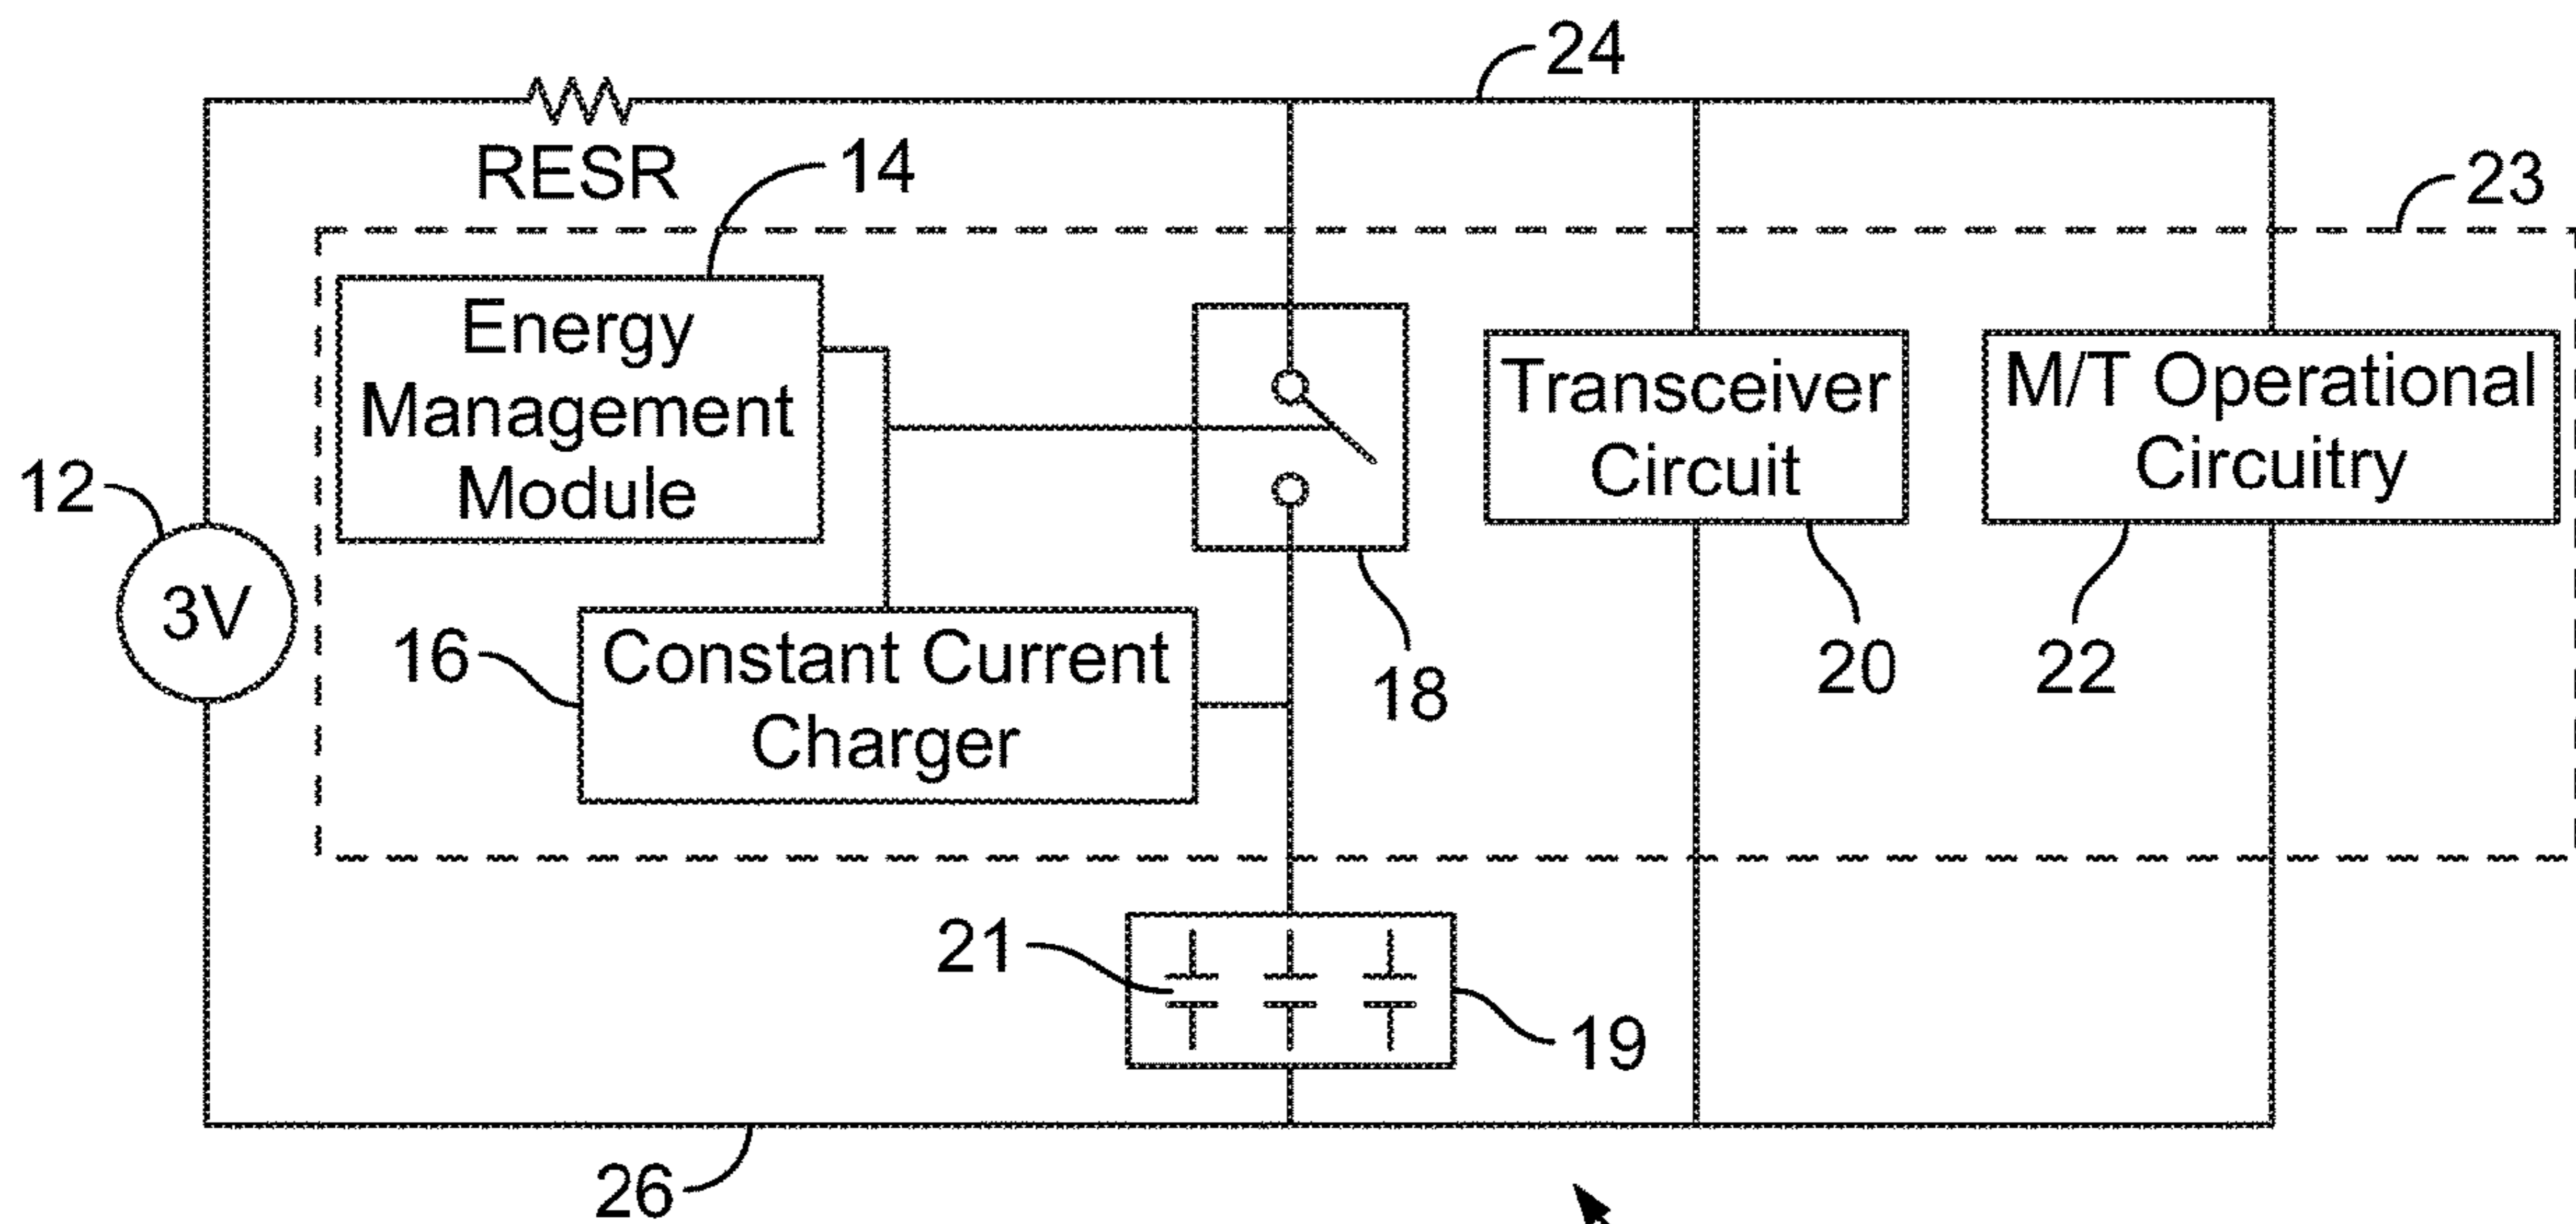 24
RESR
14
23
Energy
Management
Module
Transceiver
Circuit
M/T Operational
Circuitry
12
3V
16
Constant Current
Charger
18
20
22
21
19
26